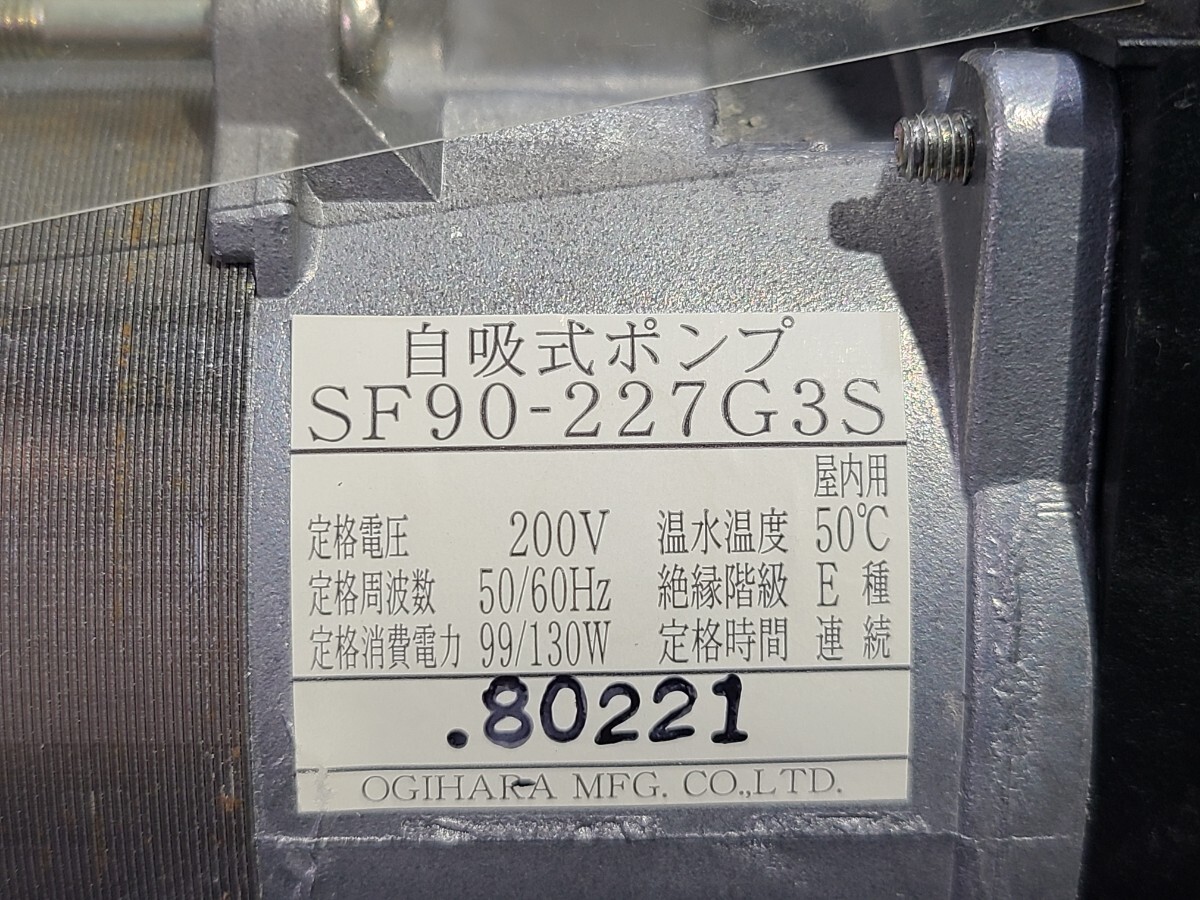 自吸式ポンプ
SF90-227G3S
屋内用
定格電圧 200V 温水温度 50℃
定格周波数 50/60Hz 絶縁階級 E 種
定格消費電力 99/130W 定格時間 連続
.80221
OGIHARA MFG. CO.,LTD.